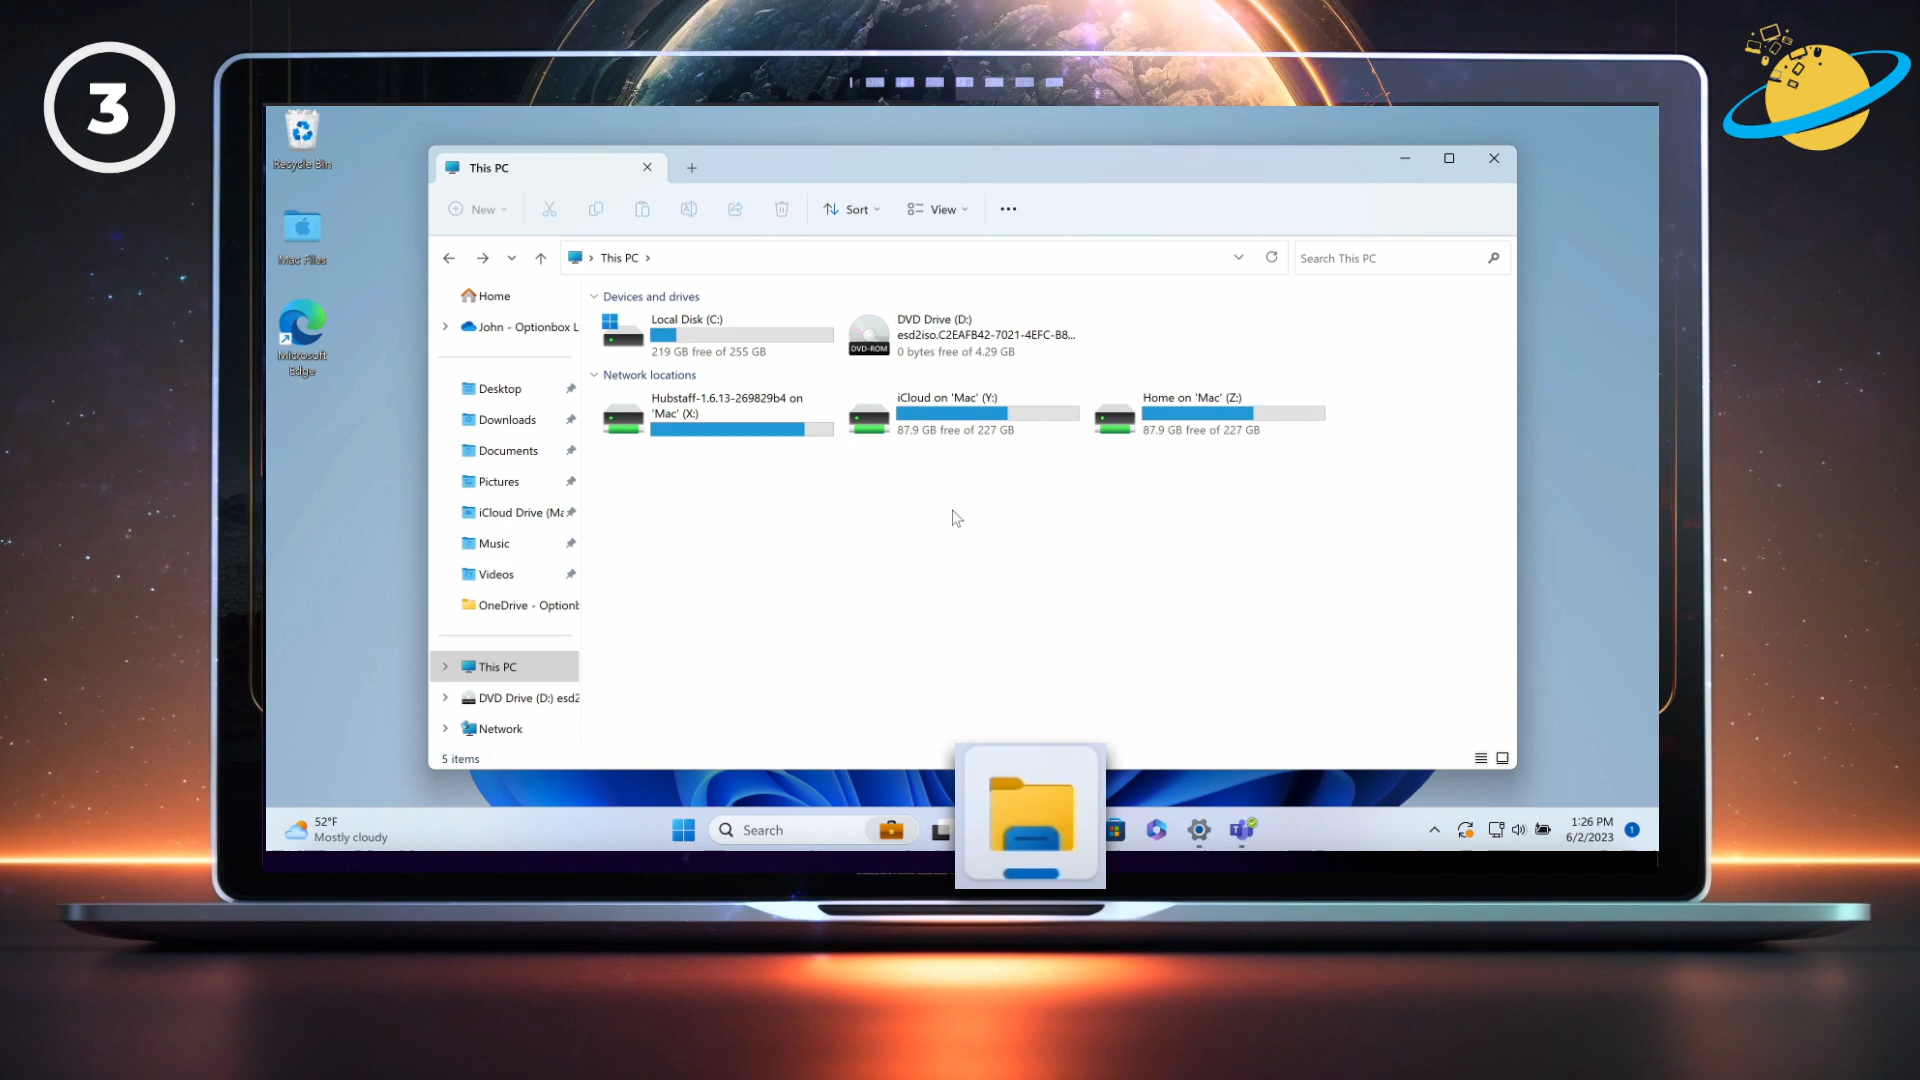 3
Recycle Bin
Mac Files
Microsoft
Edge
This PC
New
Sort
View
This PC
Search This PC
Home
John - Optionbox L
Desktop
Downloads
Documents
Pictures
iCloud Drive (Ma
Music
Videos
OneDrive - Optionb
This PC
DVD Drive (D:) esd2
Network
Devices and drives
Local Disk (C:)
219 GB free of 255 GB
DVD-ROM
DVD Drive (D:)
esd2iso.C2EAFB42-7021-4EFC-B8...
0 bytes free of 4.29 GB
Network locations
Hubstaff-1.6.13-269829b4 on
'Mac' (X:)
iCloud on 'Mac' (Y:)
87.9 GB free of 227 GB
Home on 'Mac' (Z:)
87.9 GB free of 227 GB
5 items
52°F
Mostly cloudy
Search
1:26 PM
6/2/2023
1